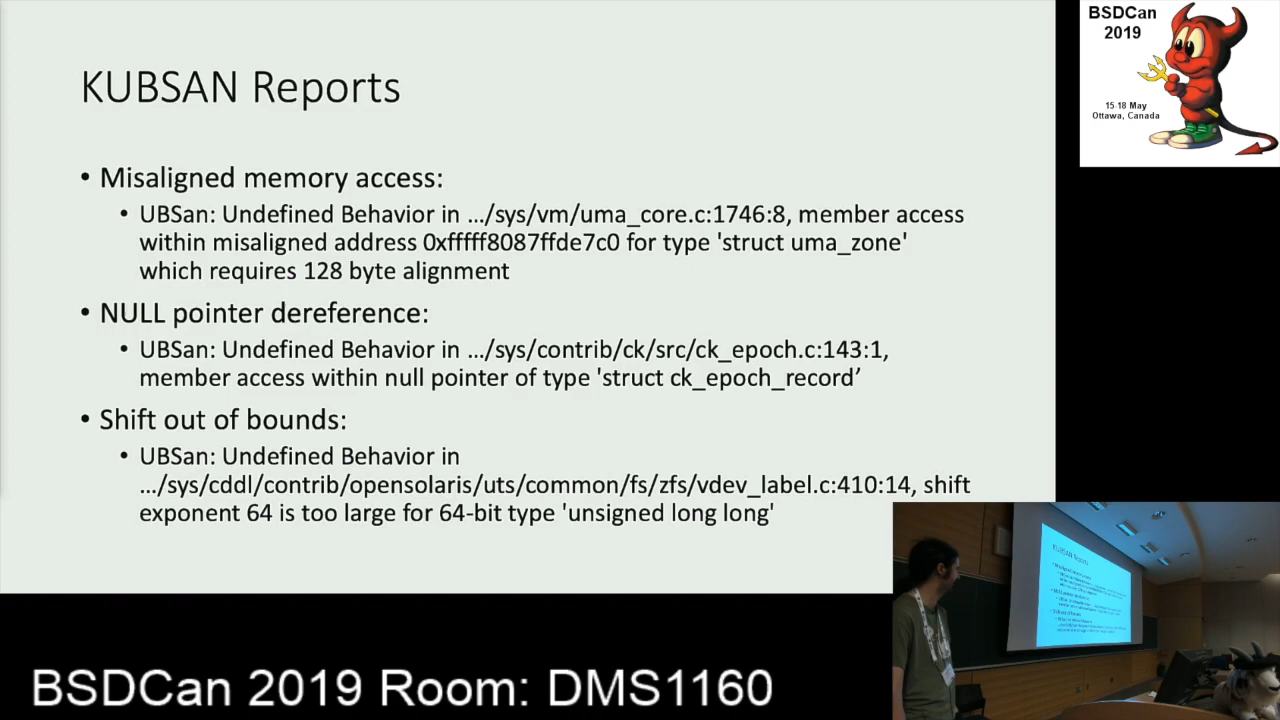 KUBSAN Reports
• Misaligned memory access:
• UBSan: Undefined Behavior in …/sys/vm/uma_core.c:1746:8, member access
within misaligned address 0xfffff8087ffde7c0 for type 'struct uma_zone'
which requires 128 byte alignment
• NULL pointer dereference:
• UBSan: Undefined Behavior in …/sys/contrib/ck/src/ck_epoch.c:143:1,
member access within null pointer of type 'struct ck_epoch_record’
• Shift out of bounds:
• UBSan: Undefined Behavior in
…/sys/cddl/contrib/opensolaris/uts/common/fs/zfs/vdev_label.c:410:14, shift
exponent 64 is too large for 64-bit type 'unsigned long long'
BSDCan
2019
15-18 May
Ottawa, Canada
KUBSAN Reports
BSDCan 2019 Room: DMS1160